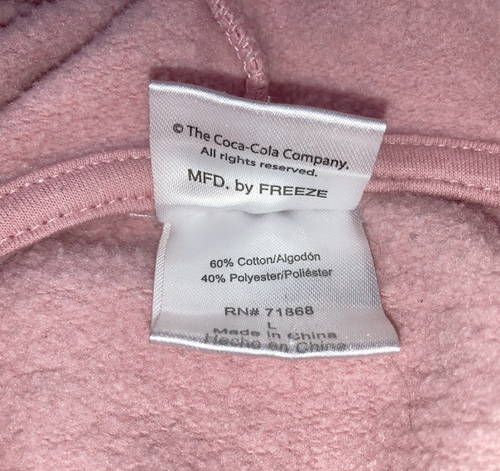 © The Coca-Cola Company.
All rights reserved.
MFD. by FREEZE
60% Cotton/Algodón
40% Polyester/Poliéster
RN# 71868
L
Made in China
Hecho en China